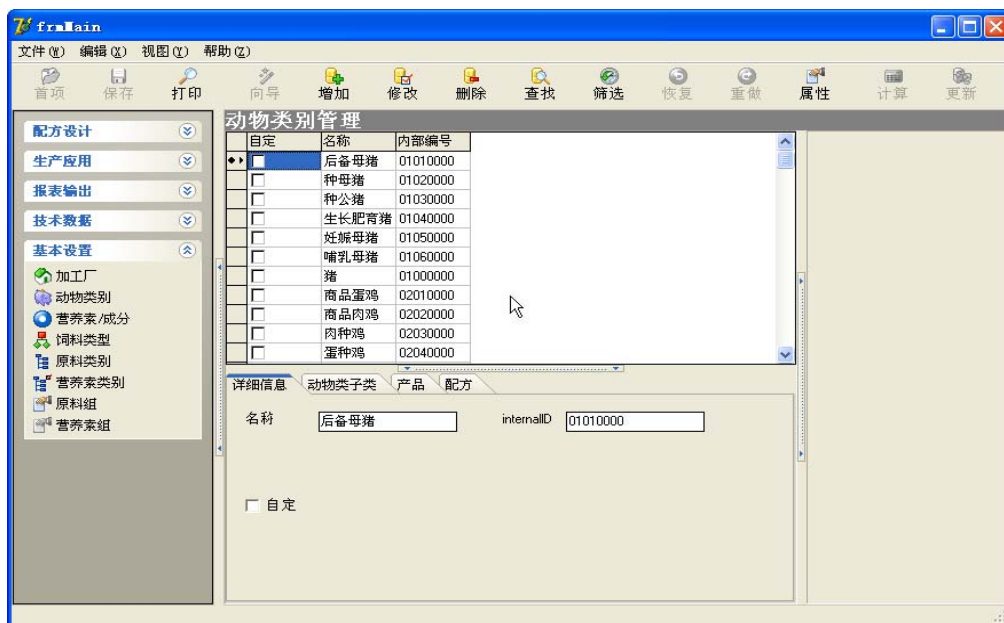 frmMain
文件(W) 编辑(X) 视图(Y) 帮助(Z)
首项 保存 打印 向导 增加 修改 删除 查找 筛选 恢复 重做 属性 计算 更新
配方设计
生产应用
报表输出
技术数据
基本设置
加工厂
动物类别
营养素/成分
饲料类型
原料类别
营养素类别
原料组
营养素组
动物类别管理
自定 名称 内部编号
后备母猪 01010000
种母猪 01020000
种公猪 01030000
生长肥育猪 01040000
妊娠母猪 01050000
哺乳母猪 01060000
猪 01000000
商品蛋鸡 02010000
商品肉鸡 02020000
肉种鸡 02030000
蛋种鸡 02040000
详细信息 动物类子类 产品 配方
名称 后备母猪 internalID 01010000
自定